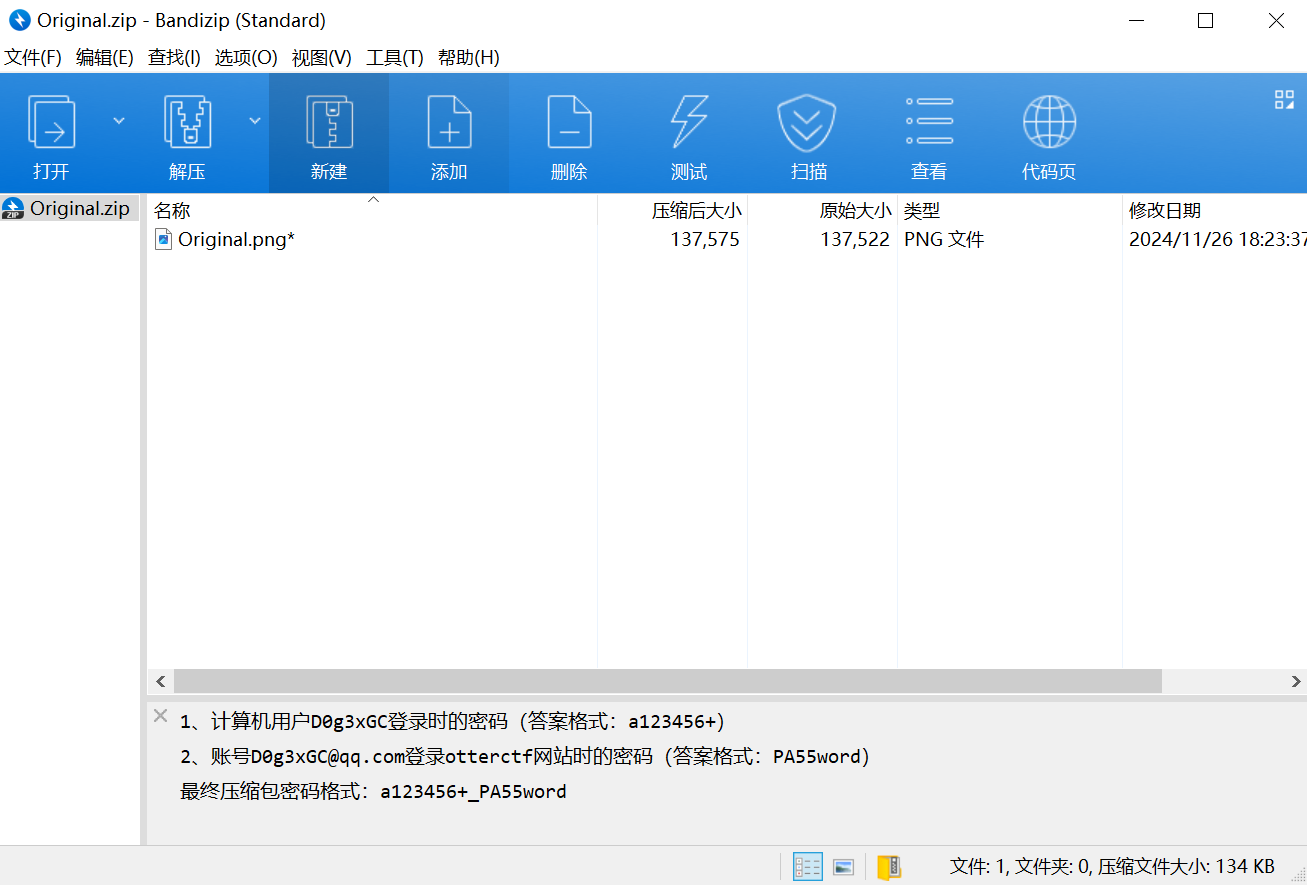 Original.zip - Bandizip (Standard)
文件(F) 编辑(E) 查找(I) 选项(O) 视图(V) 工具(T) 帮助(H)
打开 解压 新建 添加 删除 测试 扫描 查看 代码页
Original.zip
名称 压缩后大小 原始大小 类型 修改日期
Original.png* 137,575 137,522 PNG 文件 2024/11/26 18:23:37
1、计算机用户D0g3xGC登录时的密码（答案格式：a123456+）
2、账号D0g3xGC@qq.com登录otterctf网站时的密码（答案格式：PA55word）
最终压缩包密码格式：a123456+_PA55word
文件: 1, 文件夹: 0, 压缩文件大小: 134 KB